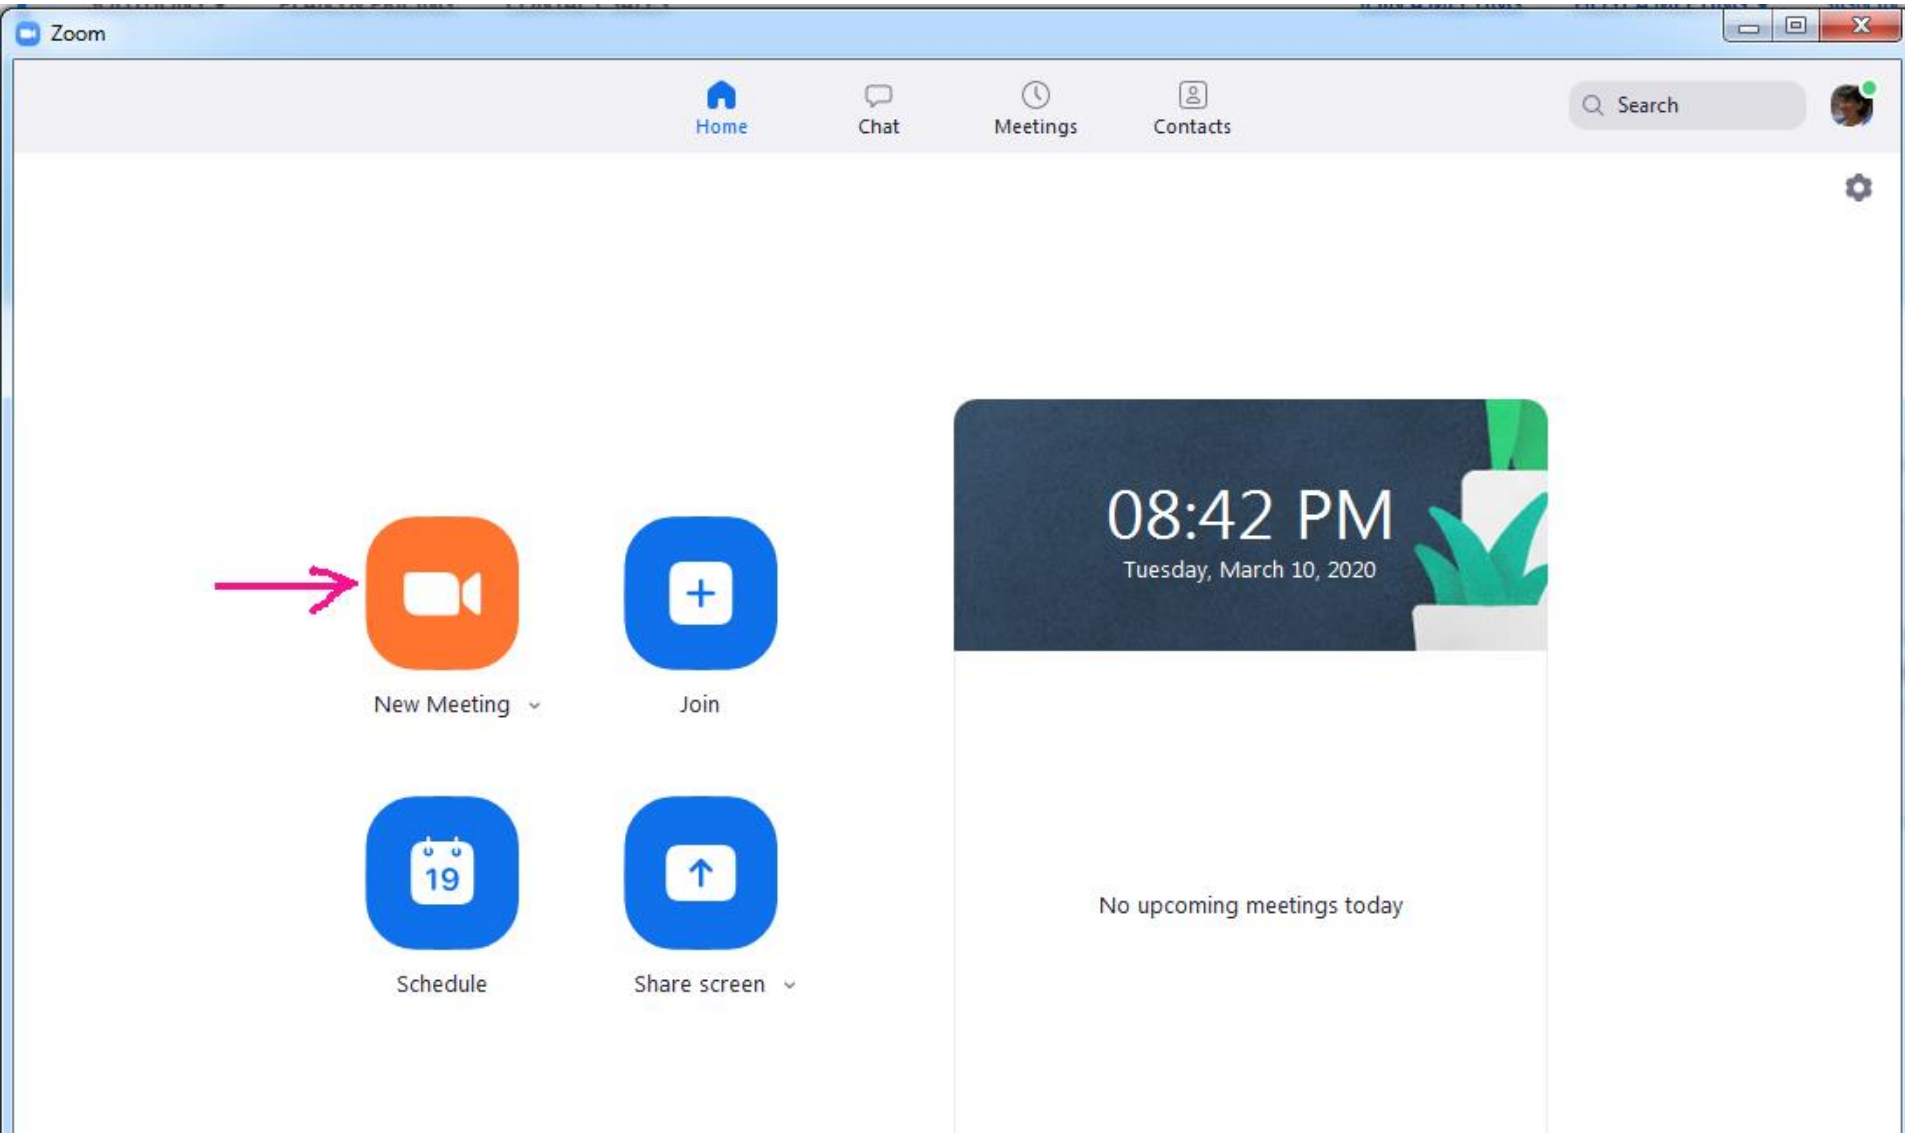 Zoom
Home
Chat
Meetings
Contacts
Search
08:42 PM
Tuesday, March 10, 2020
New Meeting
Join
19
Schedule
Share screen
No upcoming meetings today